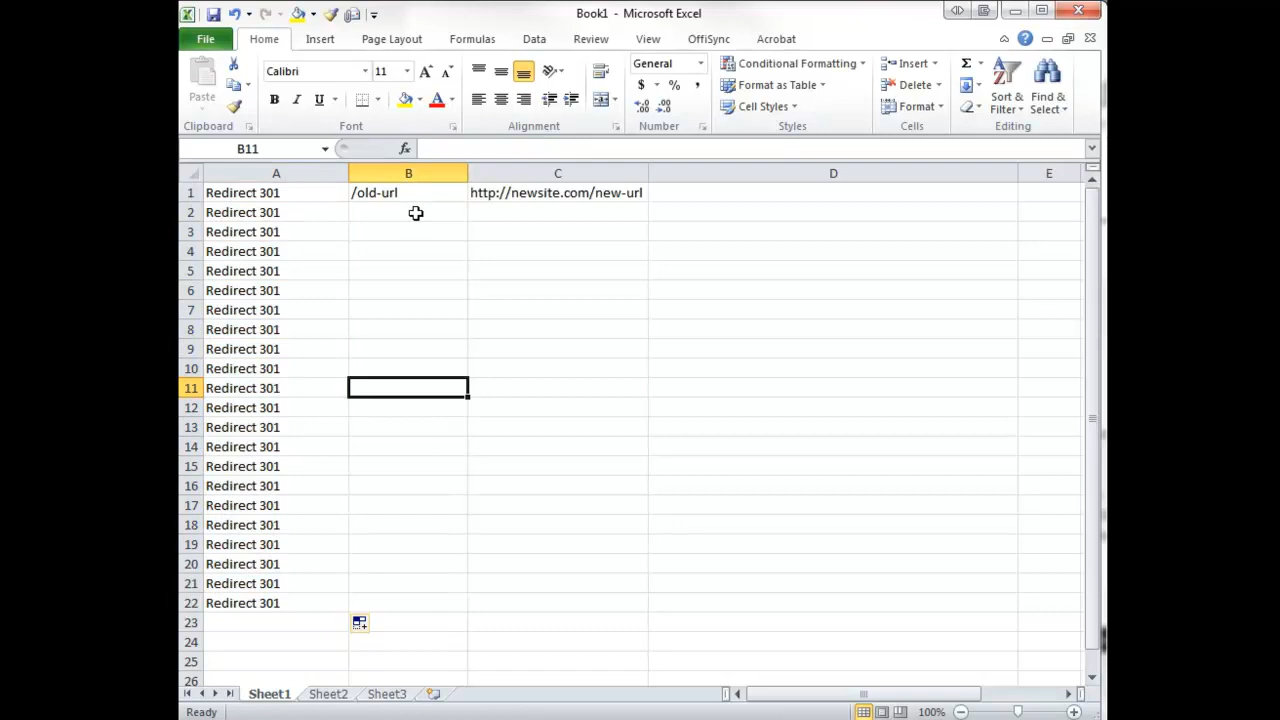 Book1 - Microsoft Excel
File Home Insert Page Layout Formulas Data Review View OffiSync Acrobat
Paste
Calibri 11 A A
B I U A
General
$ % ,
Conditional Formatting
Format as Table
Cell Styles
Insert
Delete
Format
Σ
Sort & Filter
Find & Select
Clipboard Font Alignment Number Styles Cells Editing
B11 fx
A B C D E
1 Redirect 301 /old-url http://newsite.com/new-url
2 Redirect 301
3 Redirect 301
4 Redirect 301
5 Redirect 301
6 Redirect 301
7 Redirect 301
8 Redirect 301
9 Redirect 301
10 Redirect 301
11 Redirect 301
12 Redirect 301
13 Redirect 301
14 Redirect 301
15 Redirect 301
16 Redirect 301
17 Redirect 301
18 Redirect 301
19 Redirect 301
20 Redirect 301
21 Redirect 301
22 Redirect 301
23
24
25
26
Sheet1 Sheet2 Sheet3
Ready 100%